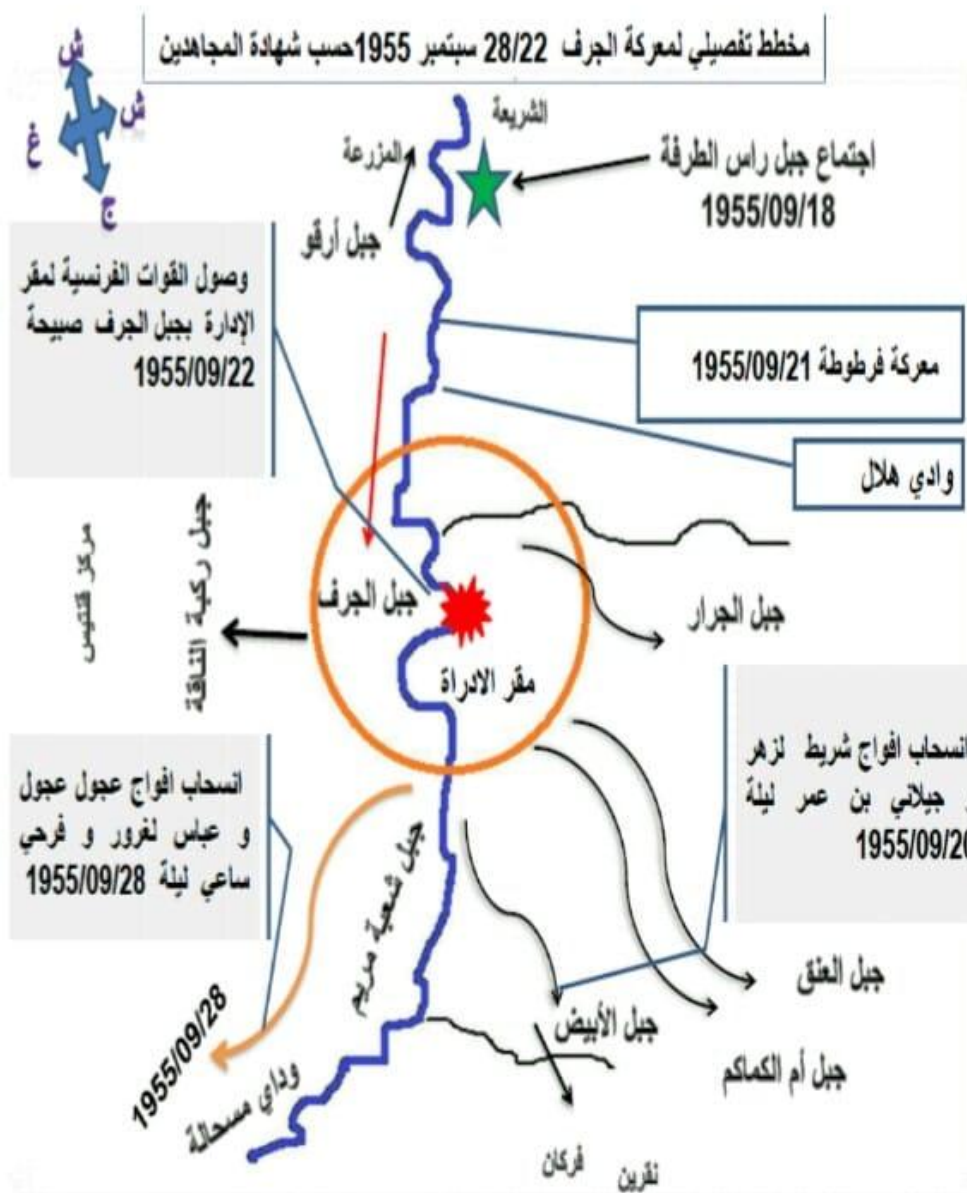 مخطط تفصيلي لمعركة الجرف 28/22 سبتمبر 1955حسب شهادة المجاهدين
ش
ش
غ
ج
الشريعة
المزرعة
اجتماع جبل راس الطرفة
1955/09/18
جبل أرقو
وصول القوات الفرنسية لمقر
الإدارة بجبل الجرف صبيحة
1955/09/22
معركة فرطوطة 1955/09/21
وادي هلال
مركز قنتيس
جبل ركبة الناقة
جبل الجرف
جبل الجرار
مقر الادراة
انسحاب افواج شريط لزهر
جيلاني بن عمر ليلة
انسحاب افواج عجول عجول
و عباس لغرور و فرحي
ساعي ليلة 1955/09/28
جبل شعبة مريم
جبل العنق
جبل الأبيض
جبل أم الكماكم
1955/09/28
وداي مسحالة
فركان
نقرين